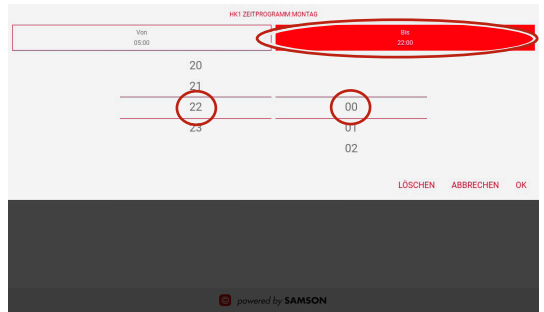 HK1 ZEITPROGRAMM:MONTAG
Von
05:00
Bis
22:00
20
21
22
23
00
01
02
LÖSCHEN ABBRECHEN OK
powered by SAMSON